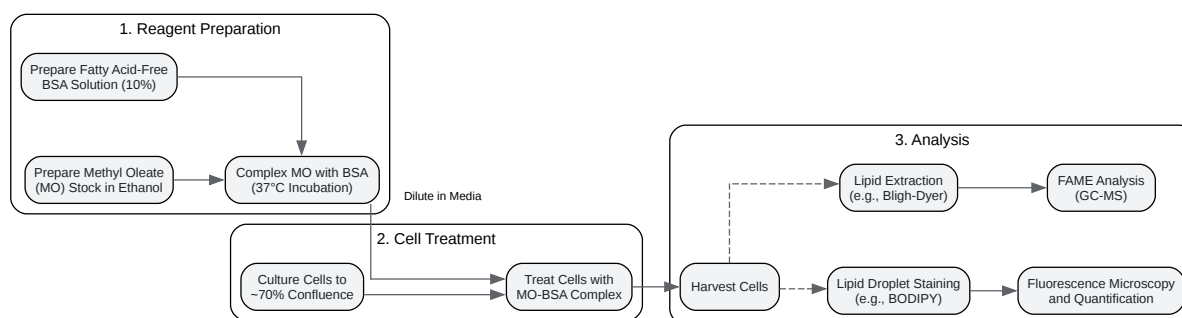 1. Reagent Preparation
Prepare Fatty Acid-Free
BSA Solution (10%)
Prepare Methyl Oleate
(MO) Stock in Ethanol
Complex MO with BSA
(37°C Incubation)
Dilute in Media
2. Cell Treatment
Culture Cells to
~70% Confluence
Treat Cells with
MO-BSA Complex
3. Analysis
Harvest Cells
Lipid Extraction
(e.g., Bligh-Dyer)
FAME Analysis
(GC-MS)
Lipid Droplet Staining
(e.g., BODIPY)
Fluorescence Microscopy
and Quantification